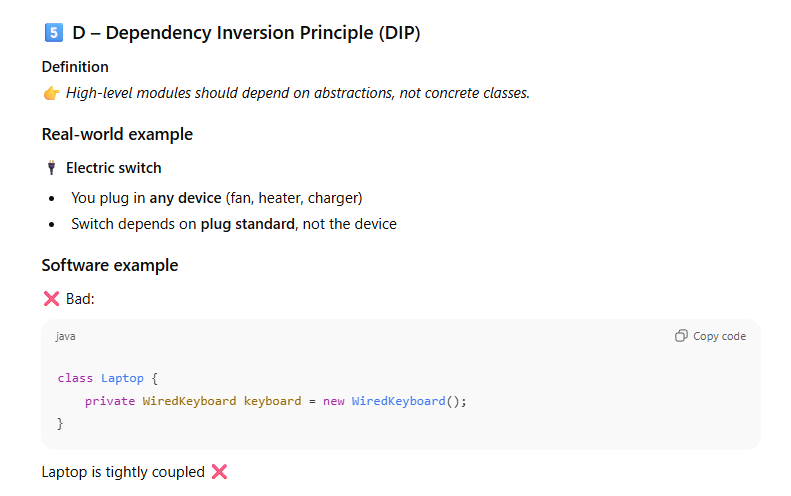 5 D – Dependency Inversion Principle (DIP)
Definition
👉 High-level modules should depend on abstractions, not concrete classes.
Real-world example
🔌 Electric switch
• You plug in any device (fan, heater, charger)
• Switch depends on plug standard, not the device
Software example
❌ Bad:
java
Copy code
class Laptop {
    private WiredKeyboard keyboard = new WiredKeyboard();
}
Laptop is tightly coupled ❌